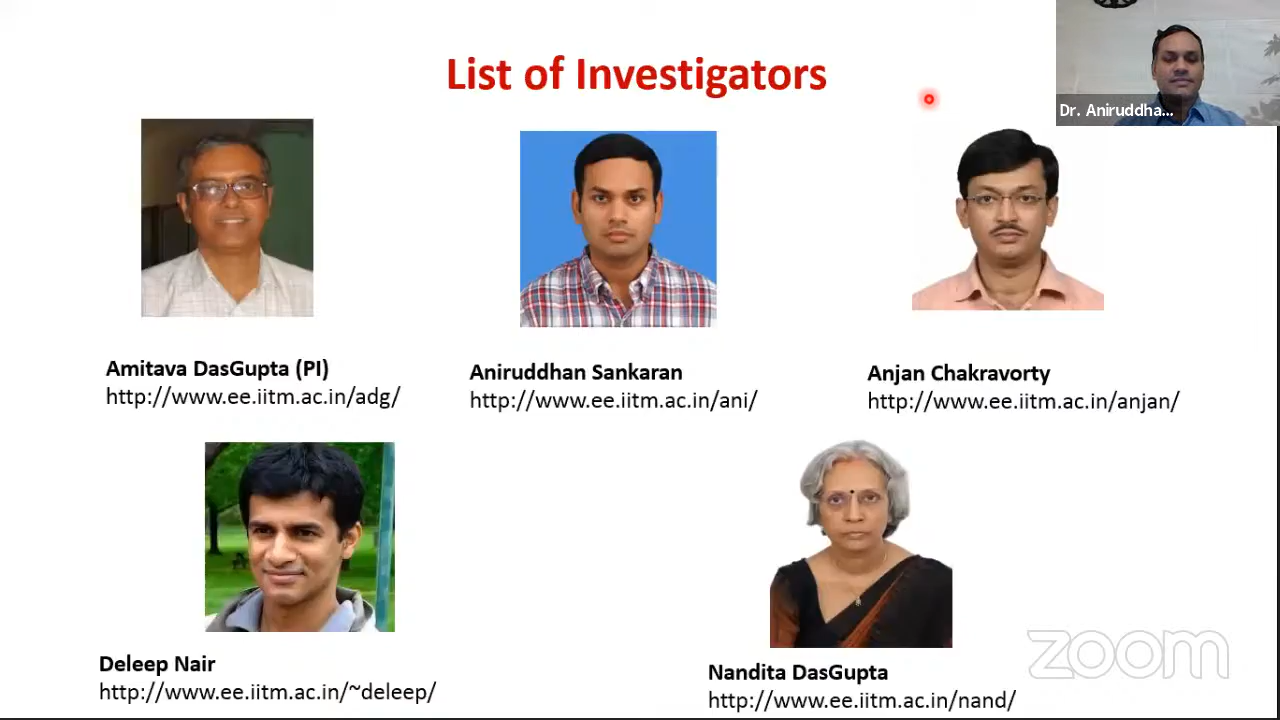 List of Investigators
Dr. Aniruddha...
Amitava DasGupta (PI)
http://www.ee.iitm.ac.in/adg/
Aniruddhan Sankaran
http://www.ee.iitm.ac.in/ani/
Anjan Chakravorty
http://www.ee.iitm.ac.in/anjan/
Deleep Nair
http://www.ee.iitm.ac.in/~deleep/
Nandita DasGupta
http://www.ee.iitm.ac.in/nand/
zoom